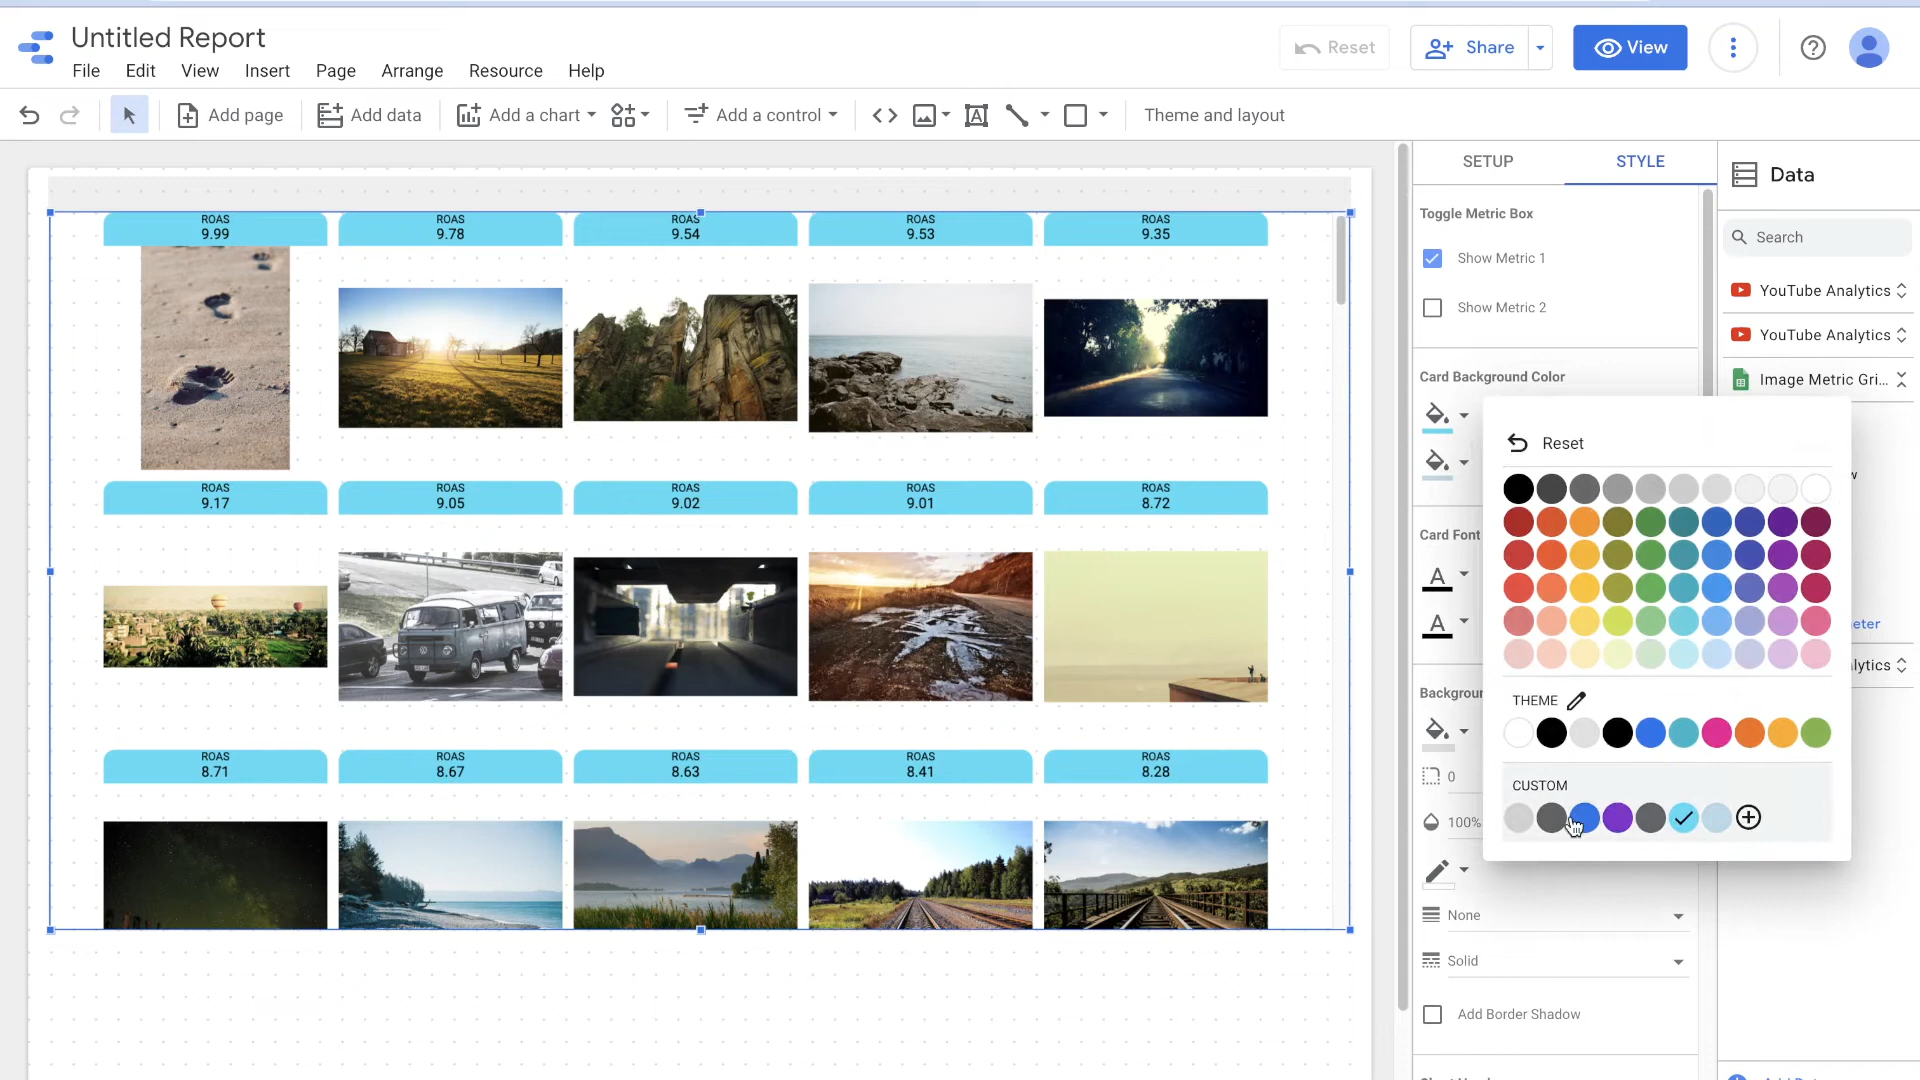 Untitled Report
File Edit View Insert Page Arrange Resource Help
Reset
Share
View
Add page
Add data
Add a chart
Add a control
Theme and layout
SETUP
STYLE
Data
Toggle Metric Box
Show Metric 1
Show Metric 2
Search
YouTube Analytics
YouTube Analytics
Image Metric Gri...
Card Background Color
Reset
w
Card Font
eter
lytics
Backgroun
THEME
0
CUSTOM
100%
None
Solid
Add Border Shadow
ROAS ROAS ROAS ROAS ROAS
9.99 9.78 9.54 9.53 9.35
ROAS ROAS ROAS ROAS ROAS
9.17 9.05 9.02 9.01 8.72
ROAS ROAS ROAS ROAS ROAS
8.71 8.67 8.63 8.41 8.28